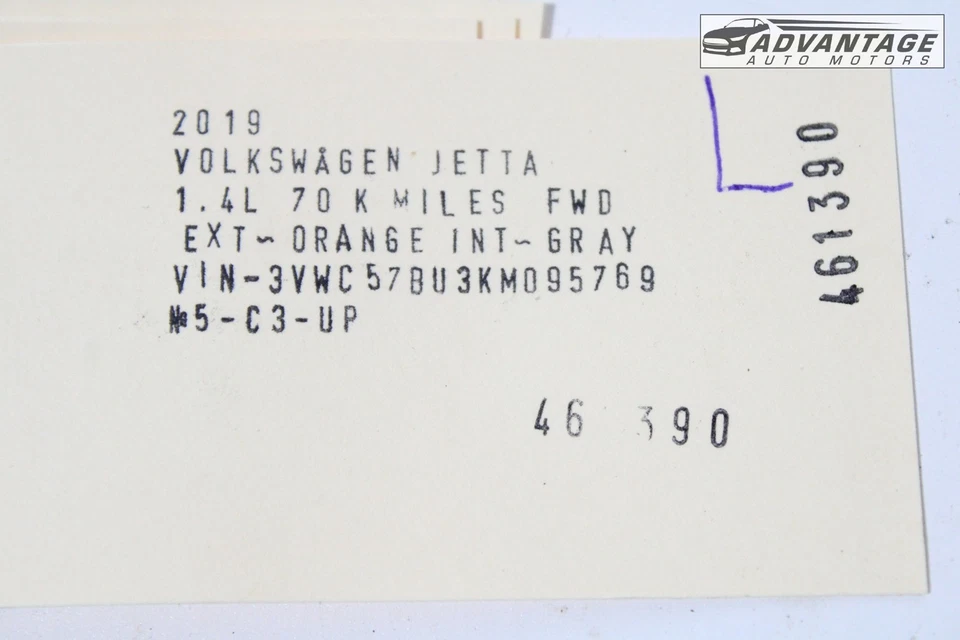 ADVANTAGE
AUTO MOTORS
2019
VOLKSWAGEN JETTA
1.4L 70 K MILES FWD
EXT~ORANGE INT~GRAY
VIN-3VWC57BU3KM095769
№5-C3-UP
46 390
461390
L